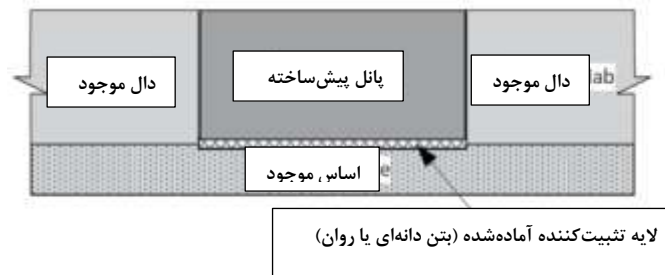 پانل پیش‌ساخته
دال موجود
دال موجود
lab
اساس موجود
e
لایه تثبیت‌کننده آماده‌شده (بتن دانه‌ای یا روان)